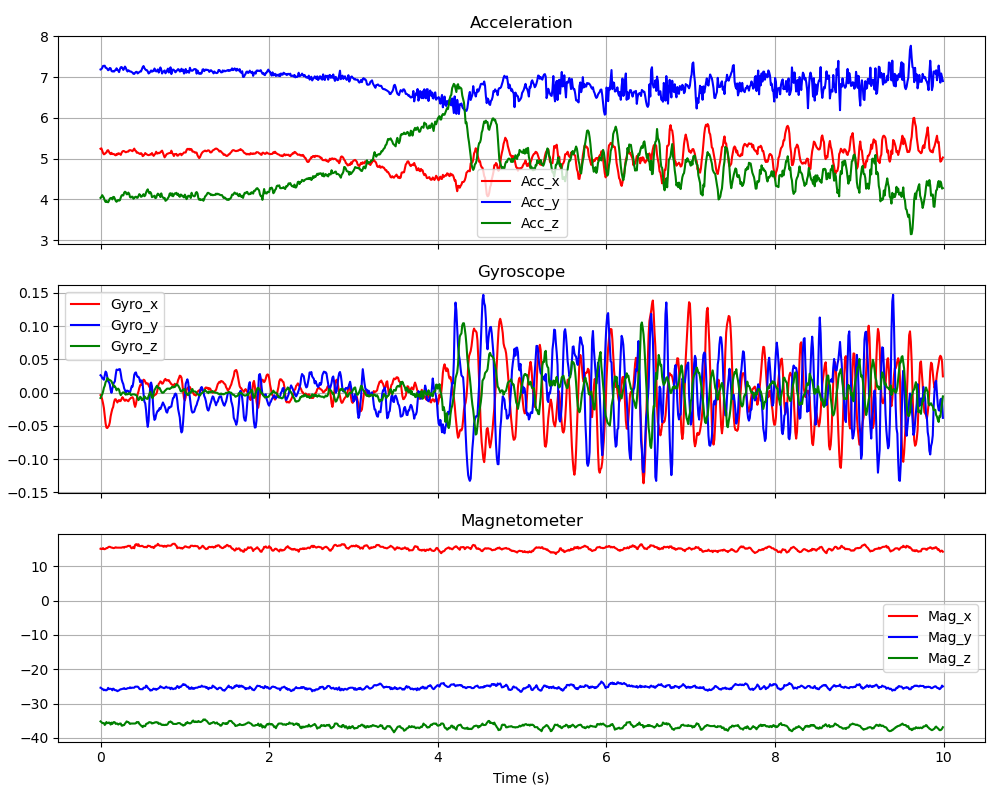 Acceleration
8
7
6
5
4
3
Acc_x
Acc_y
Acc_z
Gyroscope
0.15
0.10
0.05
0.00
−0.05
−0.10
−0.15
Gyro_x
Gyro_y
Gyro_z
Magnetometer
10
0
−10
−20
−30
−40
Mag_x
Mag_y
Mag_z
0 2 4 6 8 10
Time (s)